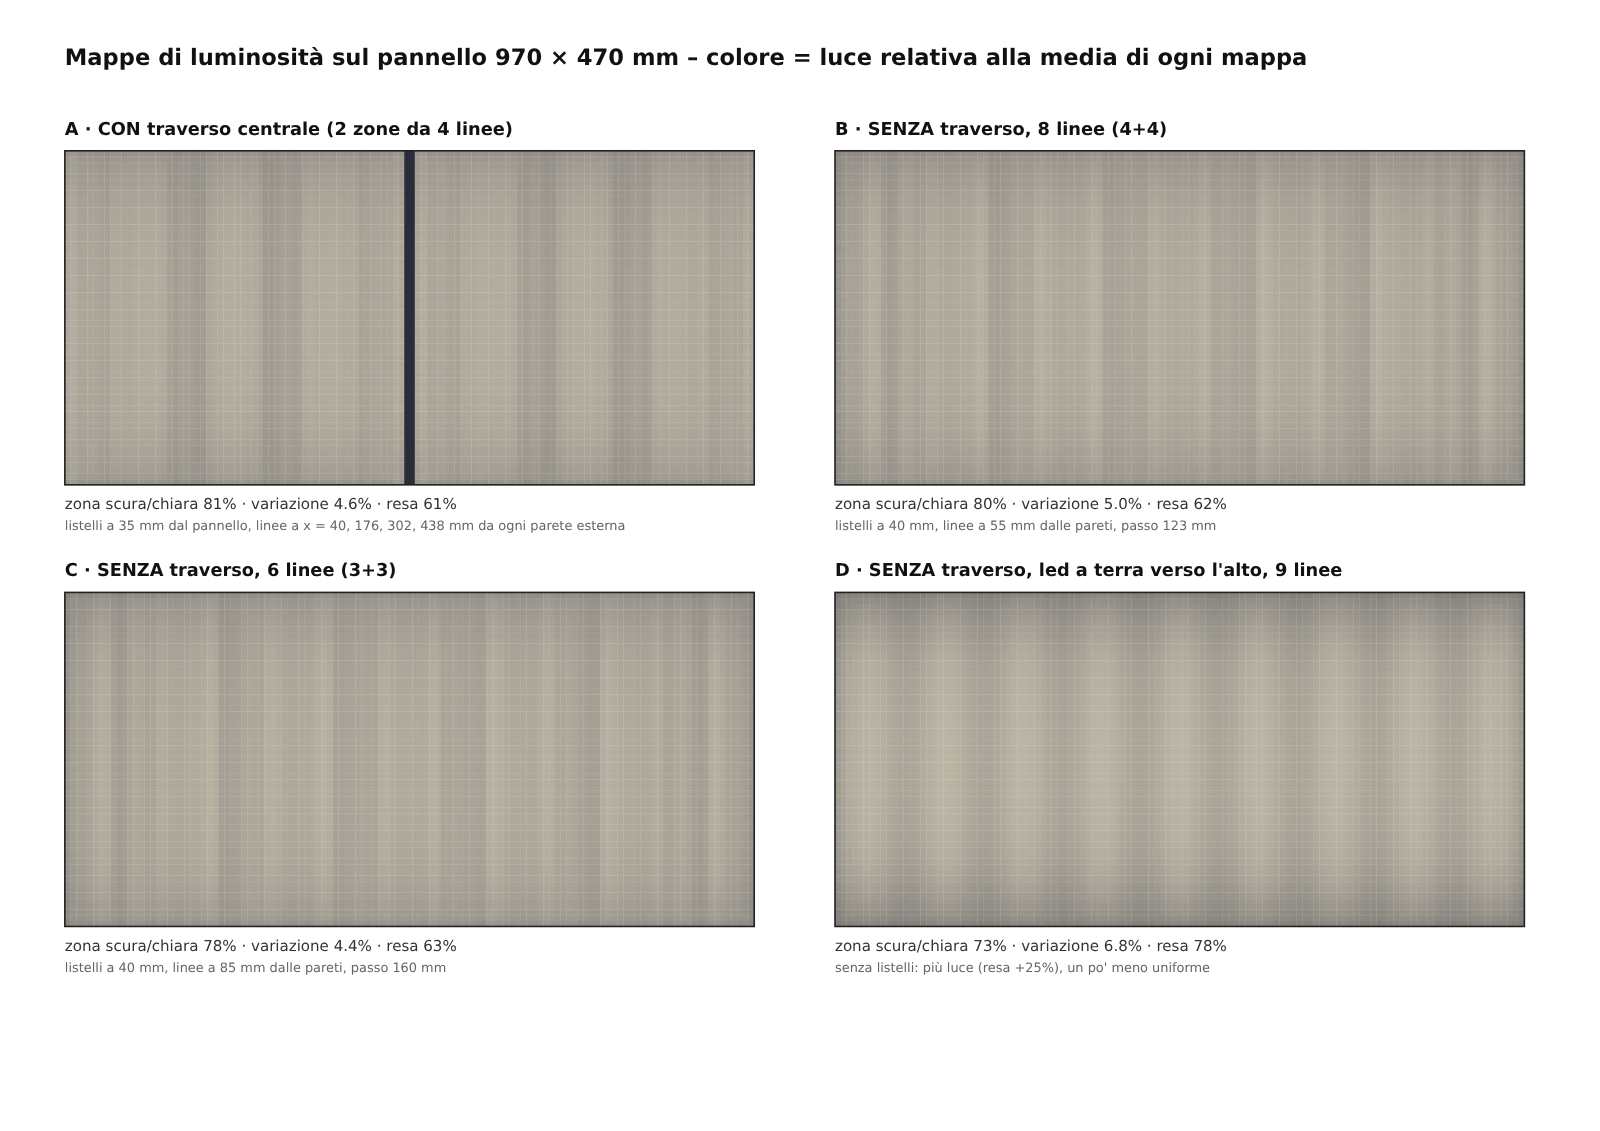 Mappe di luminosità sul pannello 970 × 470 mm – colore = luce relativa alla media di ogni mappa
A · CON traverso centrale (2 zone da 4 linee)
zona scura/chiara 81% · variazione 4.6% · resa 61%
listelli a 35 mm dal pannello, linee a x = 40, 176, 302, 438 mm da ogni parete esterna
B · SENZA traverso, 8 linee (4+4)
zona scura/chiara 80% · variazione 5.0% · resa 62%
listelli a 40 mm, linee a 55 mm dalle pareti, passo 123 mm
C · SENZA traverso, 6 linee (3+3)
zona scura/chiara 78% · variazione 4.4% · resa 63%
listelli a 40 mm, linee a 85 mm dalle pareti, passo 160 mm
D · SENZA traverso, led a terra verso l'alto, 9 linee
zona scura/chiara 73% · variazione 6.8% · resa 78%
senza listelli: più luce (resa +25%), un po' meno uniforme